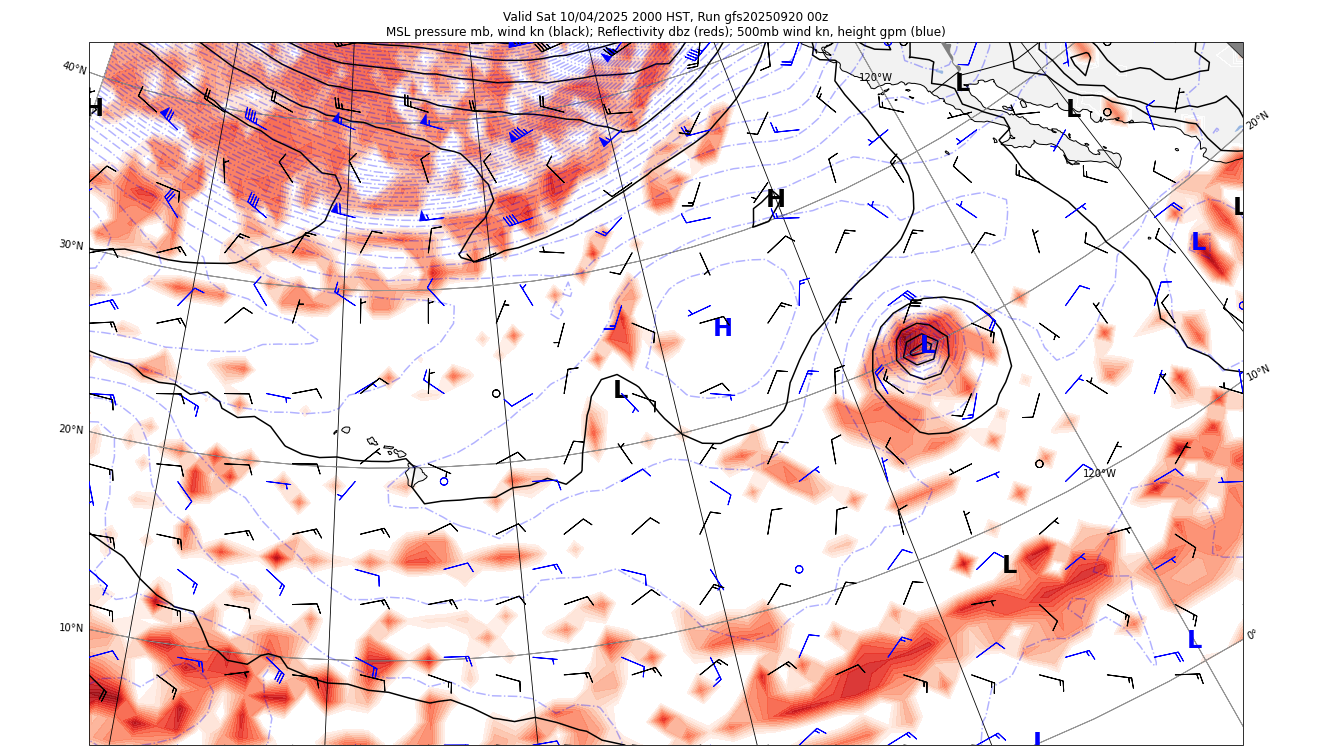 Valid Sat 10/04/2025 2000 HST, Run gfs20250920 00z
MSL pressure mb, wind kn (black); Reflectivity dbz (reds); 500mb wind kn, height gpm (blue)
40°N
120°W
L
H
L
20°N
H
L
30°N
L
H
L
10°N
L
20°N
120°W
L
10°N
L
0°
L